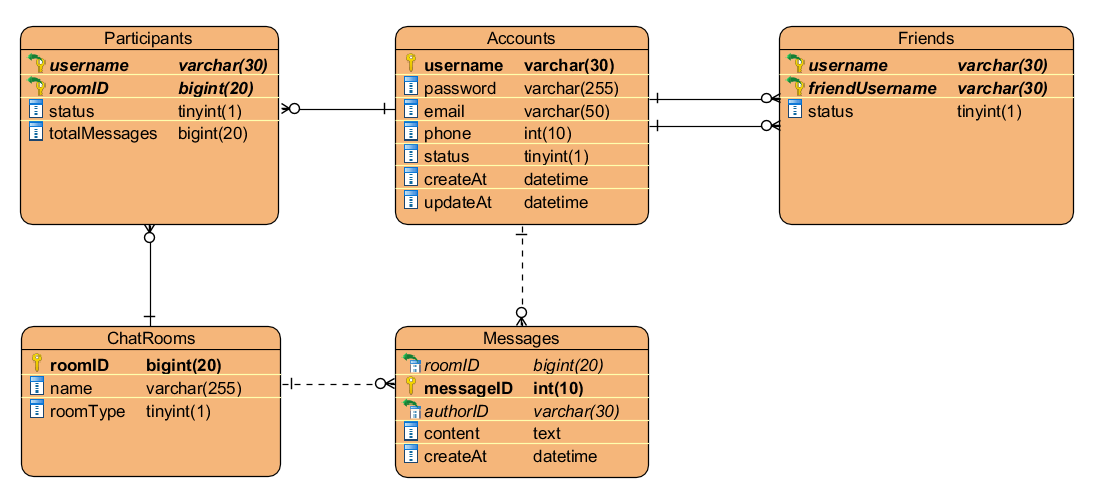 Participants
username varchar(30)
roomID bigint(20)
status tinyint(1)
totalMessages bigint(20)
Accounts
username varchar(30)
password varchar(255)
email varchar(50)
phone int(10)
status tinyint(1)
createAt datetime
updateAt datetime
Friends
username varchar(30)
friendUsername varchar(30)
status tinyint(1)
ChatRooms
roomID bigint(20)
name varchar(255)
roomType tinyint(1)
Messages
roomID bigint(20)
messageID int(10)
authorID varchar(30)
content text
createAt datetime